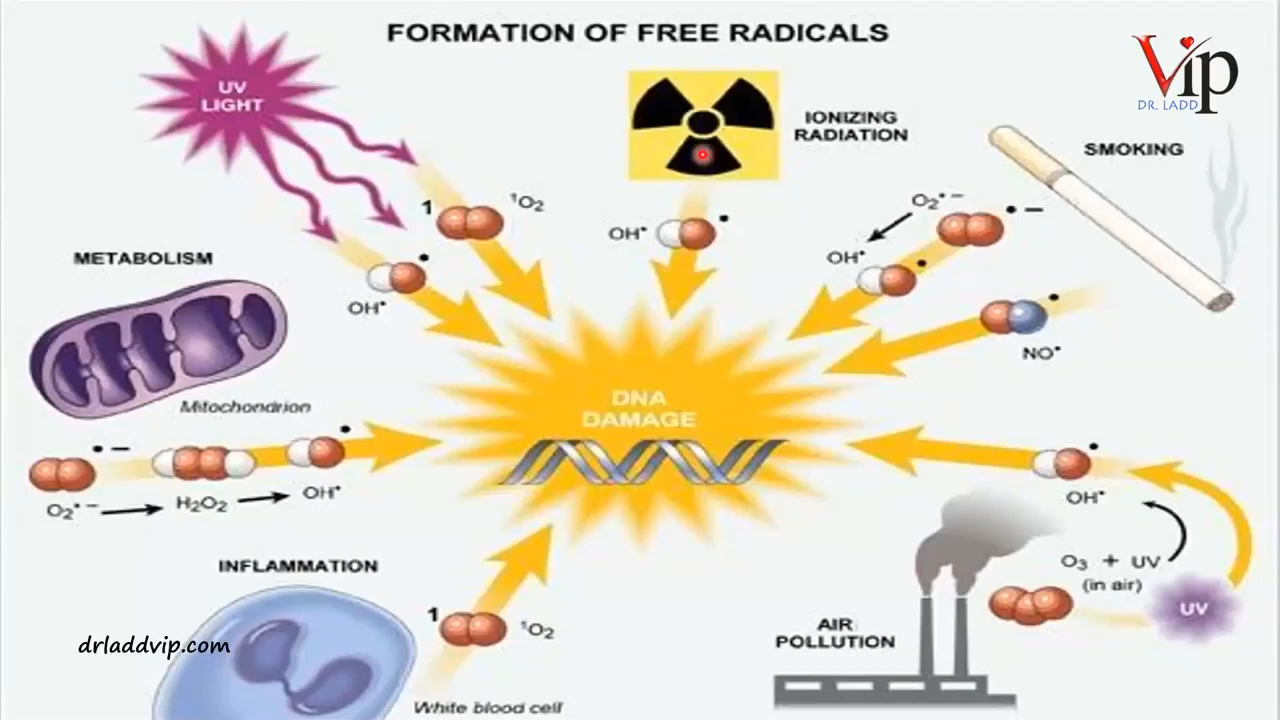 FORMATION OF FREE RADICALS
Vip
DR. LADD
UV
LIGHT
IONIZING
RADIATION
SMOKING
1
¹O₂
OH•
OH•
O₂•−
•−
OH•
NO•
METABOLISM
Mitochondrion
•−
O₂•−
H₂O₂
OH•
DNA
DAMAGE
OH•
O₃ + UV
(in air)
UV
AIR
POLLUTION
INFLAMMATION
1
¹O₂
White blood cell
drladdvip.com